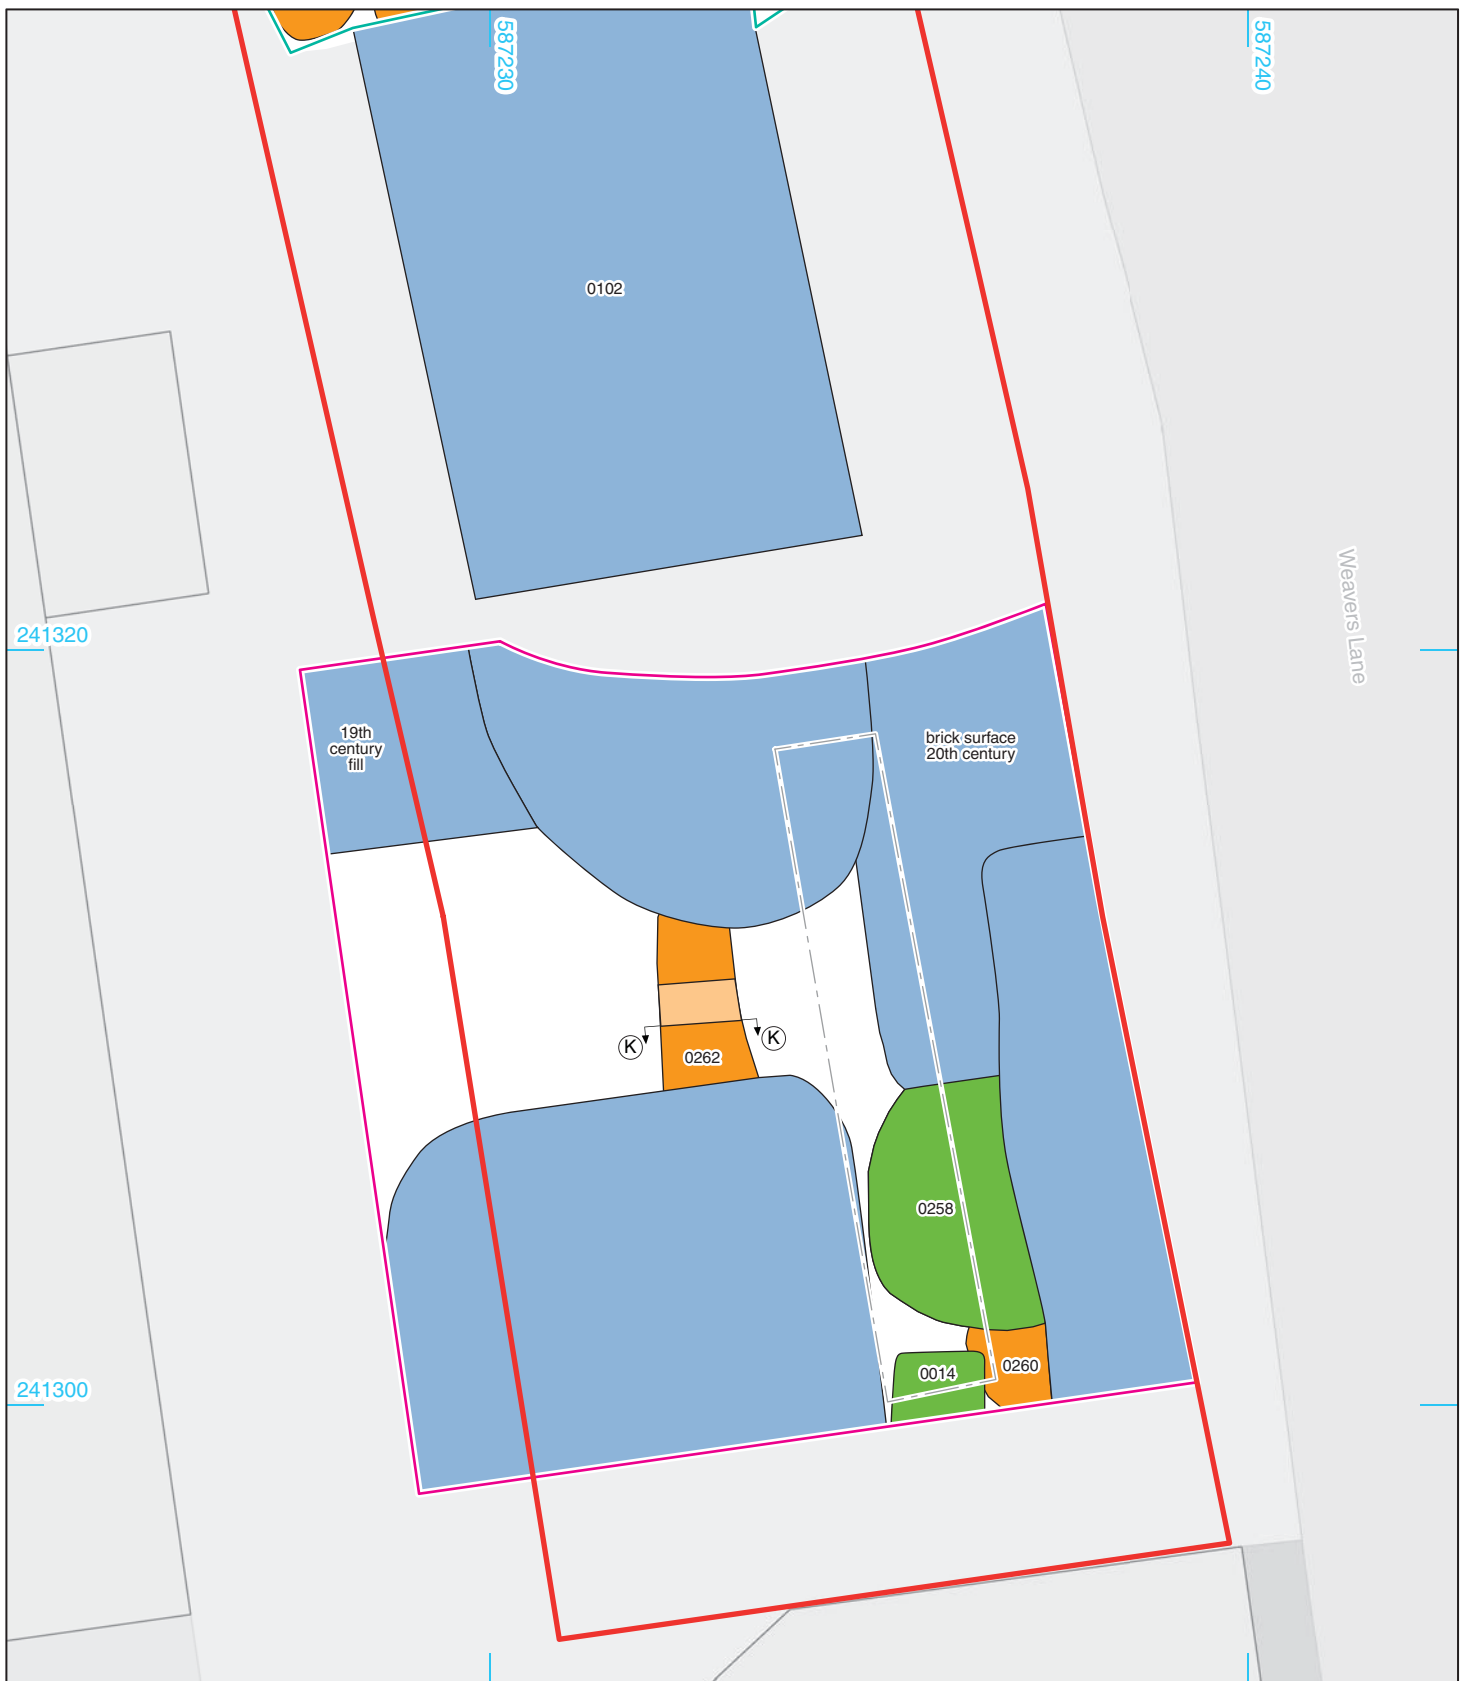 587230
587240
0102
241320
Weavers Lane
19th
century
fill
brick surface
20th century
K
K
0262
0258
0260
0014
241300